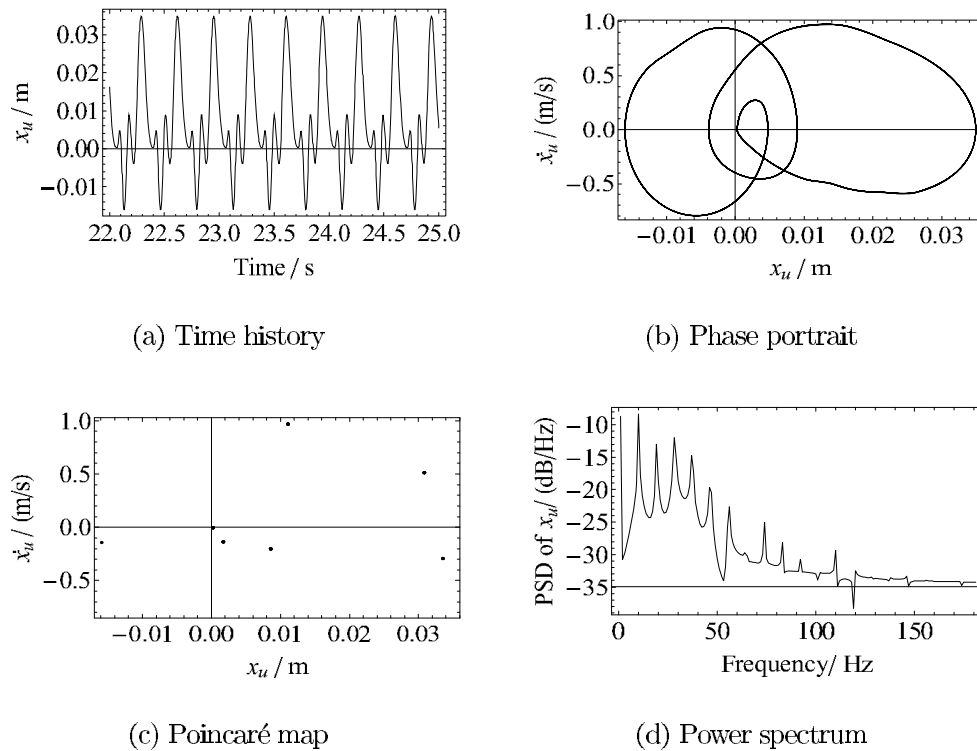 0.03
0.02
0.01
0.00
−0.01
x_u / m
22.0 22.5 23.0 23.5 24.0 24.5 25.0
Time / s
(a) Time history
1.0
0.5
0.0
−0.5
ẋ_u / (m/s)
−0.01 0.00 0.01 0.02 0.03
x_u / m
(b) Phase portrait
1.0
0.5
0.0
−0.5
ẋ_u / (m/s)
−0.01 0.00 0.01 0.02 0.03
x_u / m
(c) Poincaré map
−10
−15
−20
−25
−30
−35
PSD of x_u/ (dB/Hz)
0 50 100 150
Frequency/ Hz
(d) Power spectrum